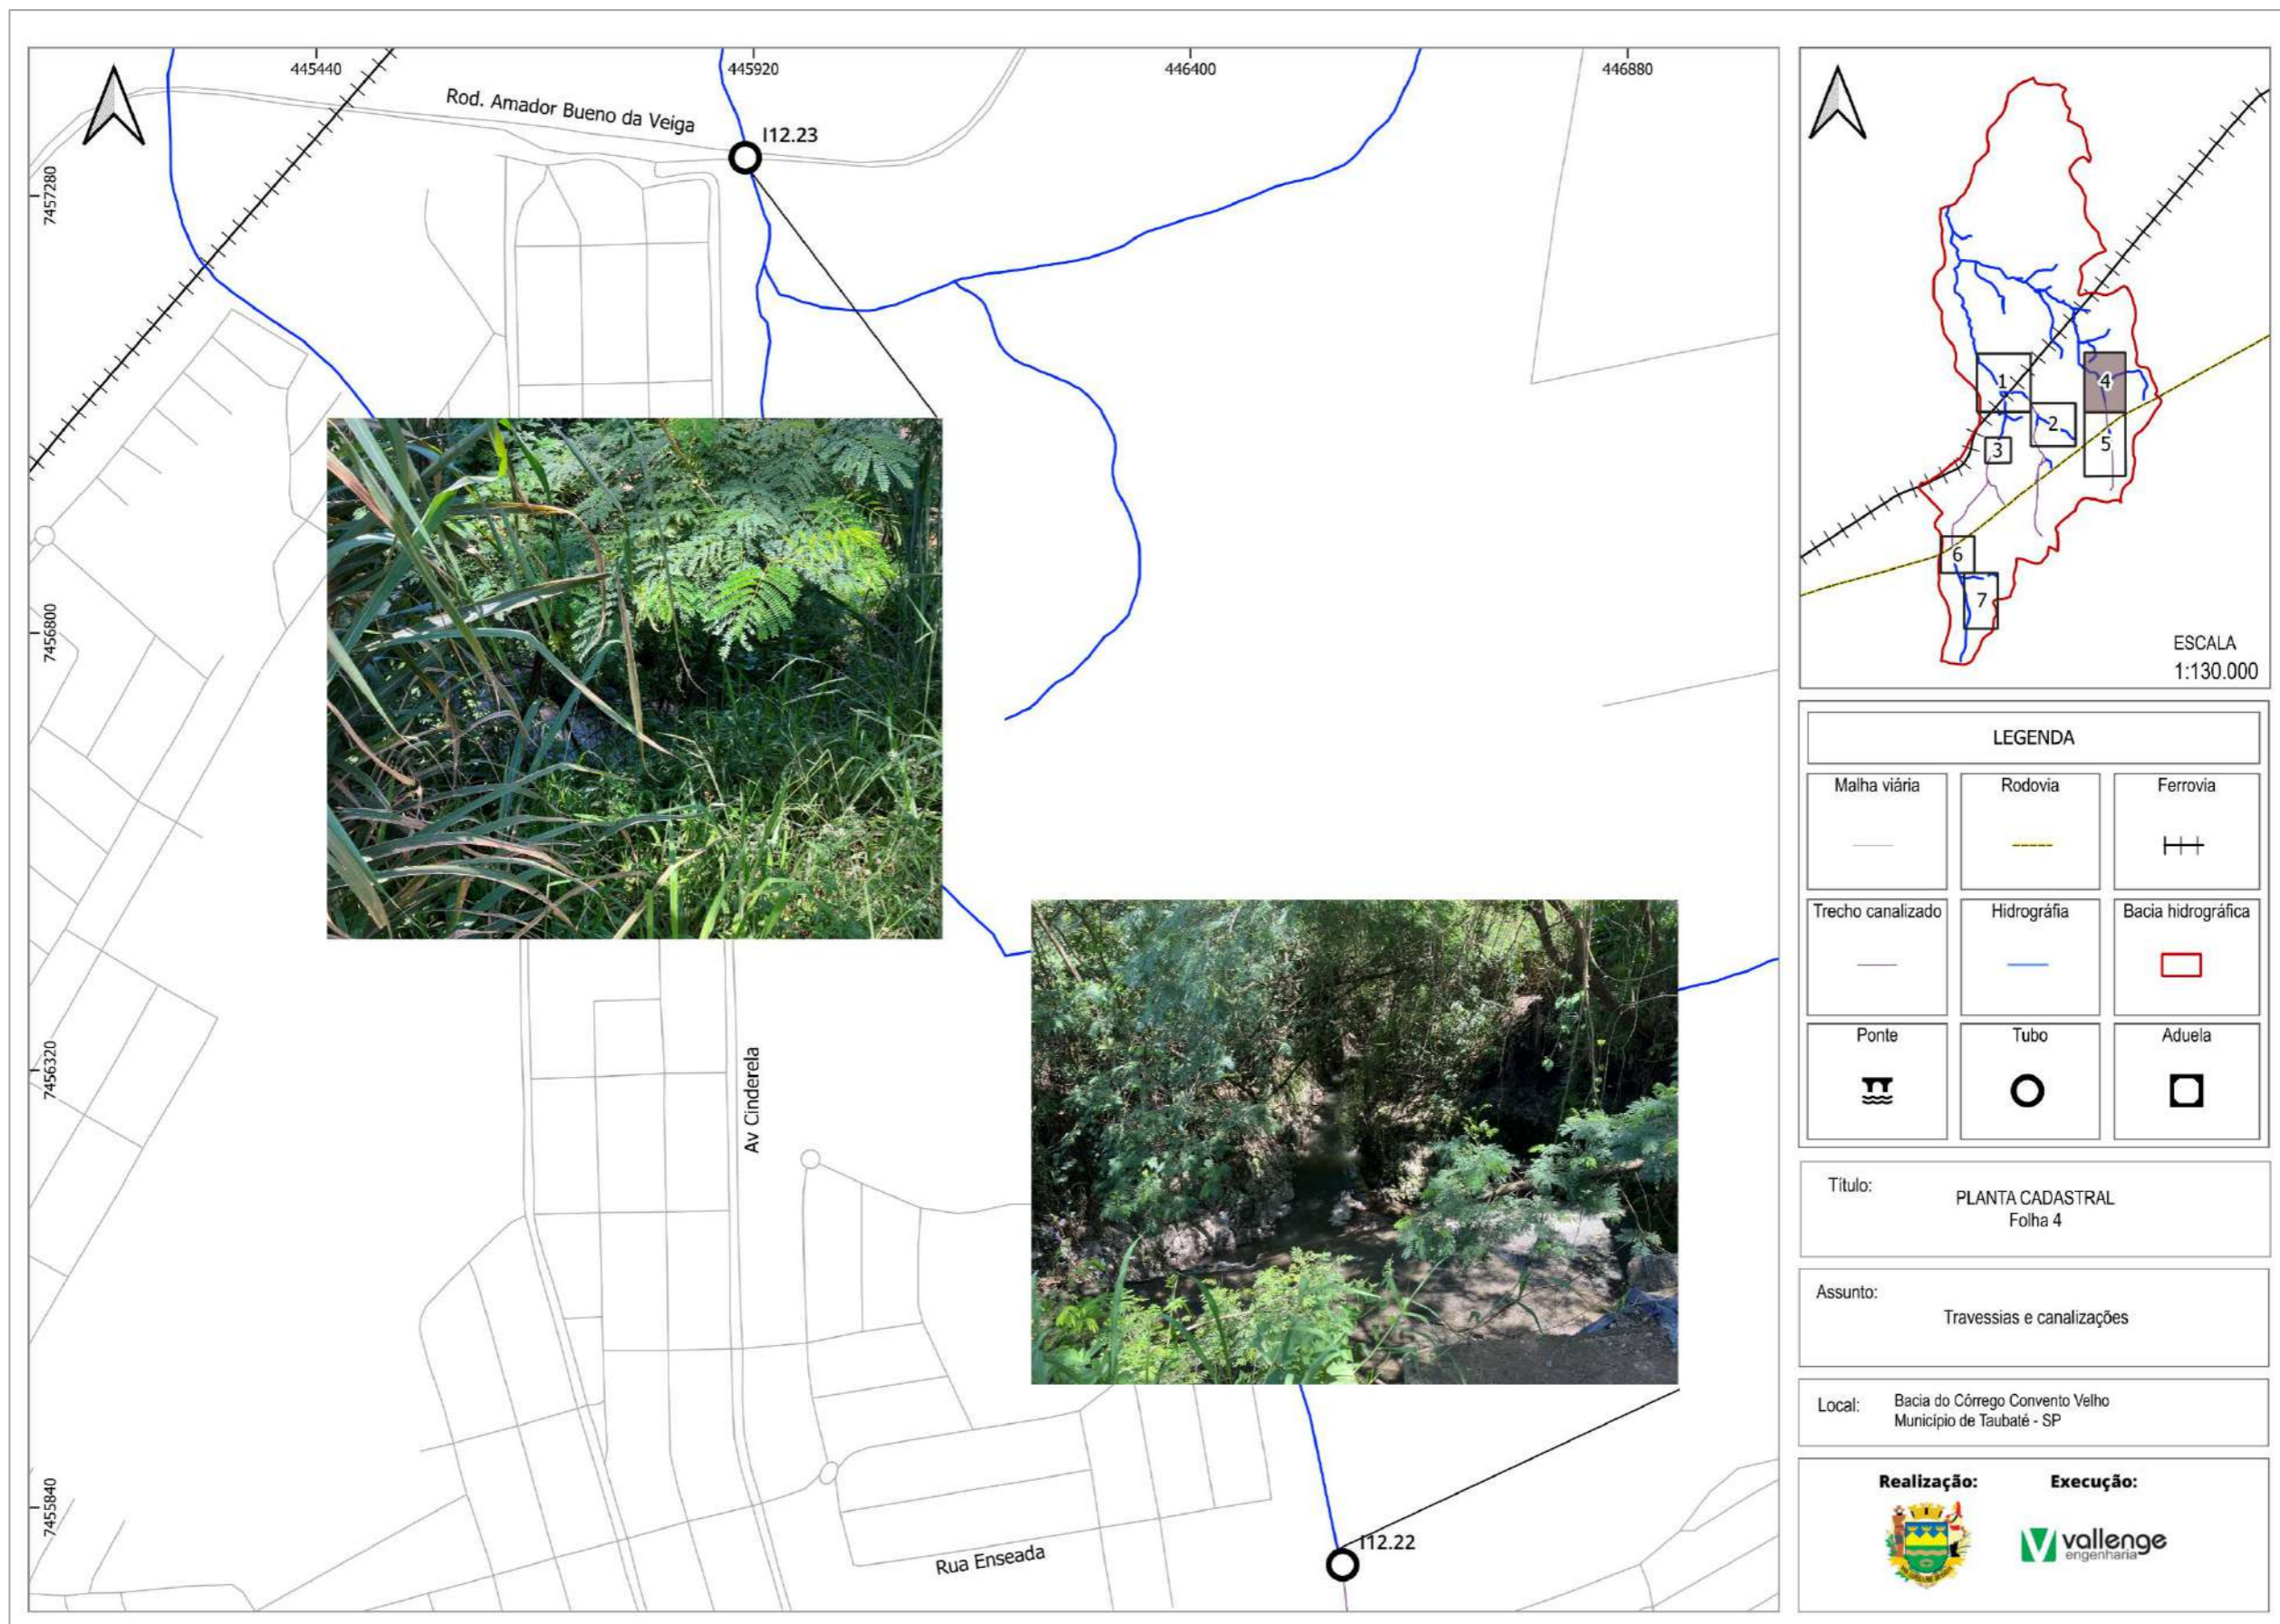 445440
445920
446400
446880
Rod. Amador Bueno da Veiga
I12.23
7457280
7456800
7456320
Av Cinderela
7455840
Rua Enseada
I12.22
1
2
3
4
5
6
7
ESCALA
1:130.000
LEGENDA
Malha viária
Rodovia
Ferrovia
Trecho canalizado
Hidrográfia
Bacia hidrográfica
Ponte
Tubo
Aduela
Título:
PLANTA CADASTRAL
Folha 4
Assunto:
Travessias e canalizações
Local:
Bacia do Córrego Convento Velho
Município de Taubaté - SP
Realização:
Execução:
vallenge
engenharia